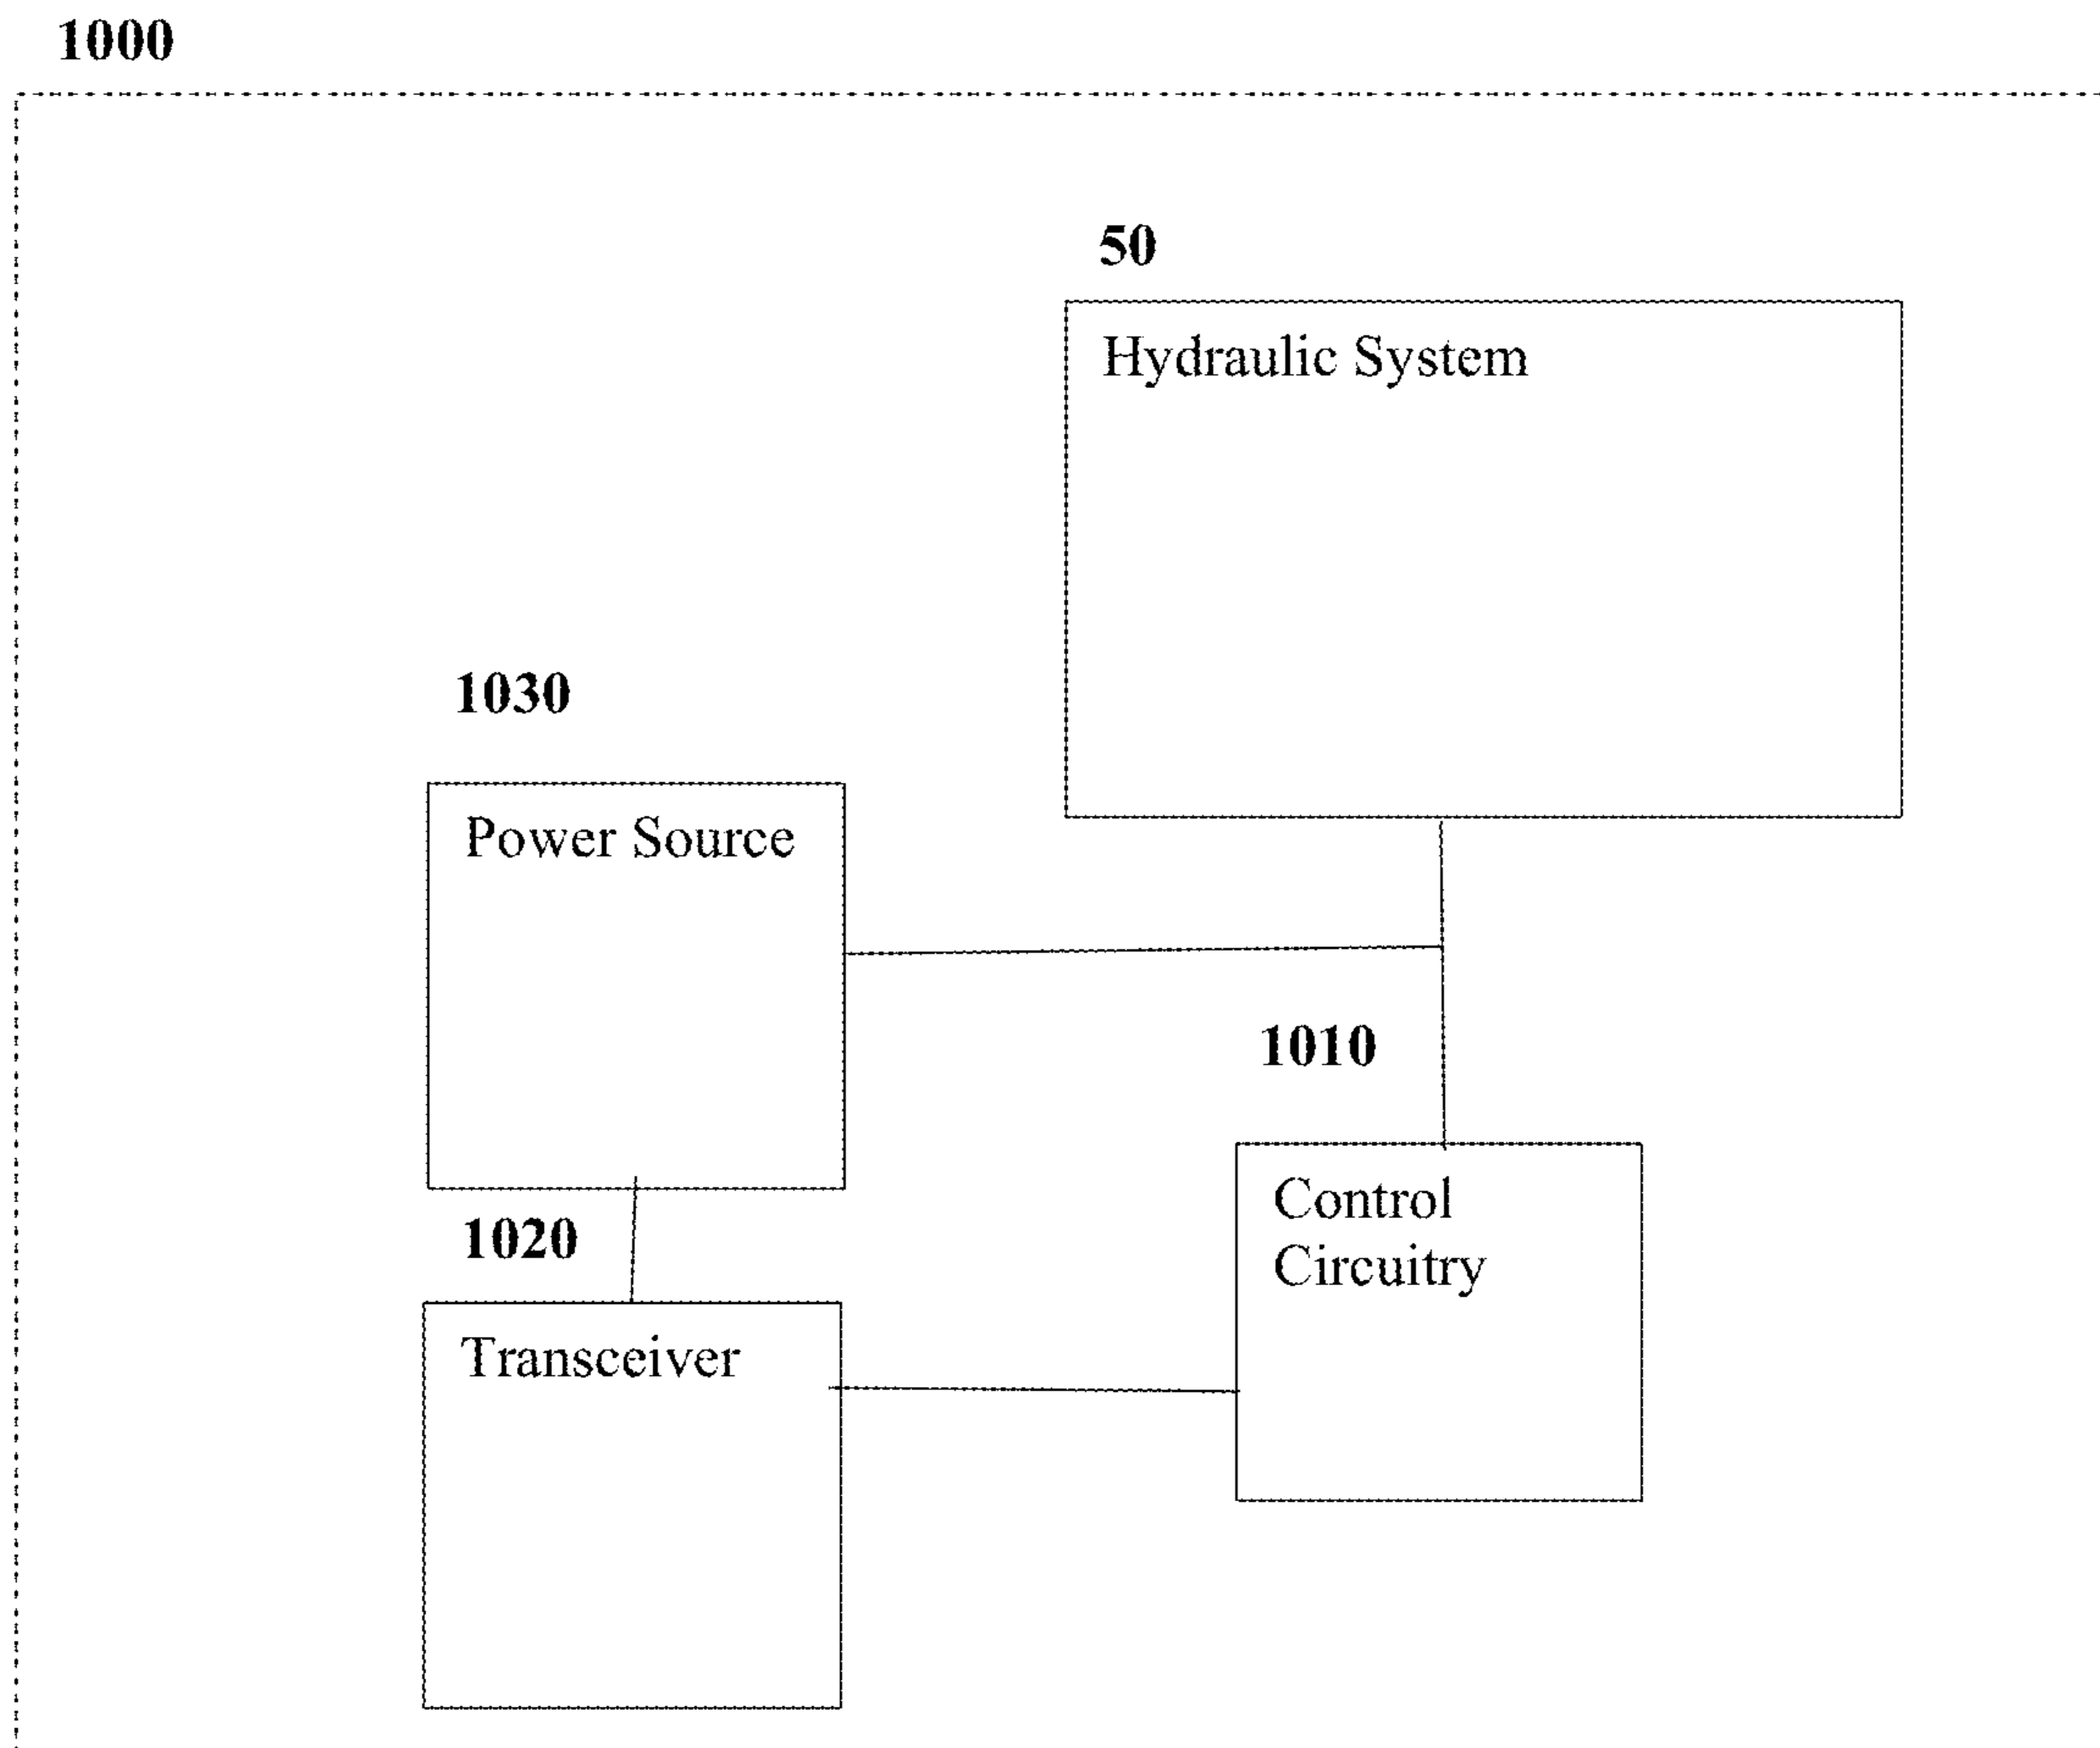 1000
50
Hydraulic System
1030
Power Source
1010
Control
Circuitry
1020
Transceiver